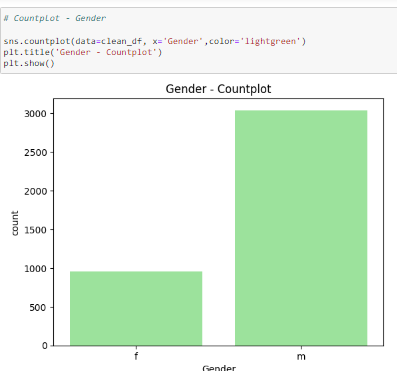 # Countplot - Gender
sns.countplot(data=clean_df, x='Gender',color='lightgreen')
plt.title('Gender - Countplot')
plt.show()
Gender - Countplot
3000
2500
2000
1500
1000
500
0
count
f
m
Gender